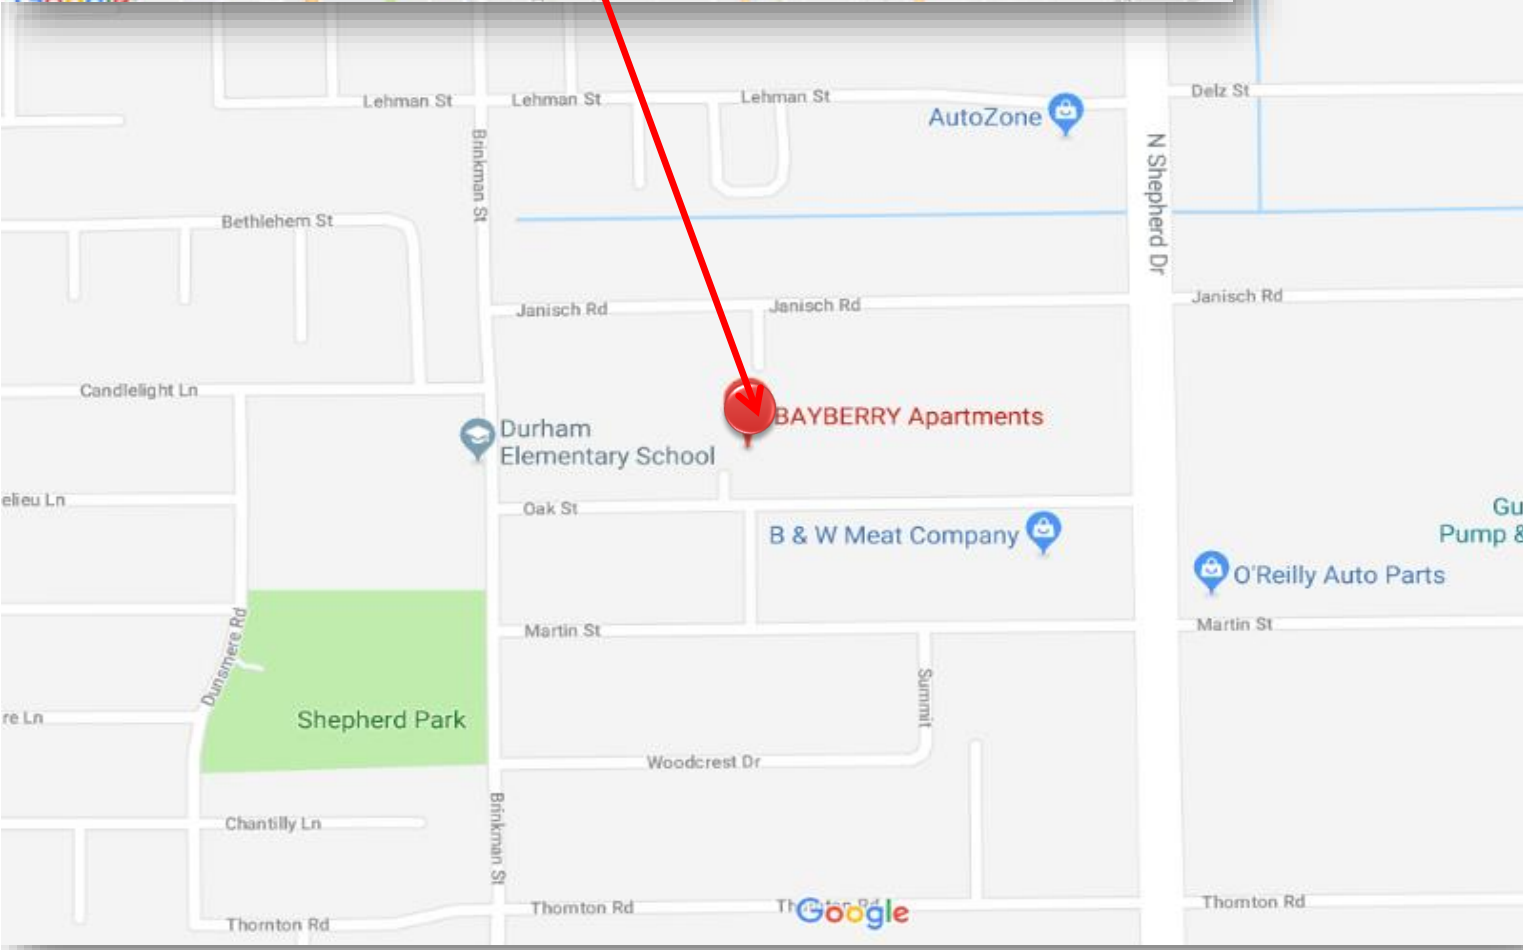 Lehman St
Lehman St
Lehman St
Delz St
AutoZone
Brinkman St
N Shepherd Dr
Bethlehem St
Janisch Rd
Janisch Rd
Janisch Rd
Candlelight Ln
BAYBERRY Apartments
Durham
Elementary School
elieu Ln
Oak St
Gu
Pump &
B & W Meat Company
O'Reilly Auto Parts
Dunsmere Rd
Martin St
Martin St
Summit
re Ln
Shepherd Park
Woodcrest Dr
Brinkman St
Chantilly Ln
Thornton Rd
Thornton Rd
Google
Thornton Rd